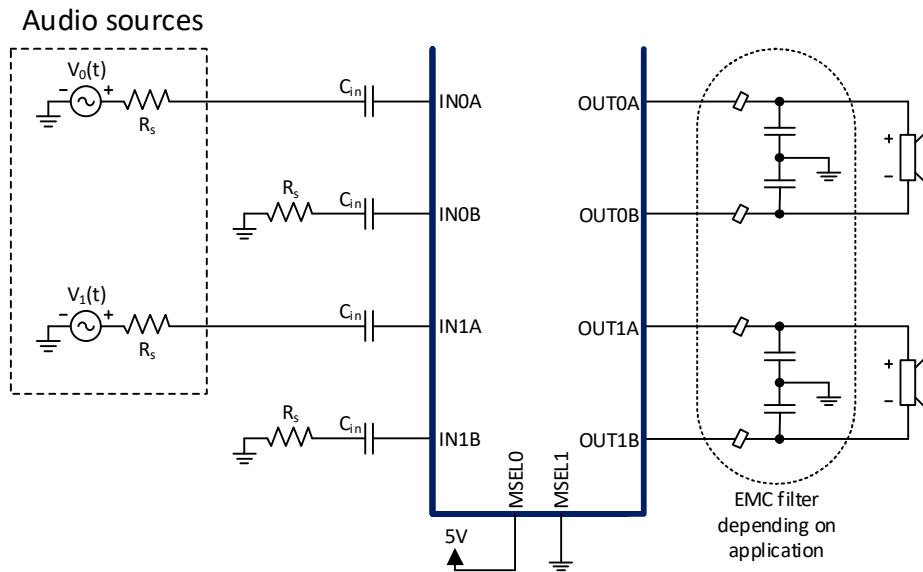 Audio sources
V0(t)
− +
Rs
Cin
IN0A
OUT0A
+
−
Rs
Cin
IN0B
OUT0B
V1(t)
− +
Rs
Cin
IN1A
OUT1A
+
−
Rs
Cin
IN1B
OUT1B
MSEL0
MSEL1
5V
EMC filter
depending on
application